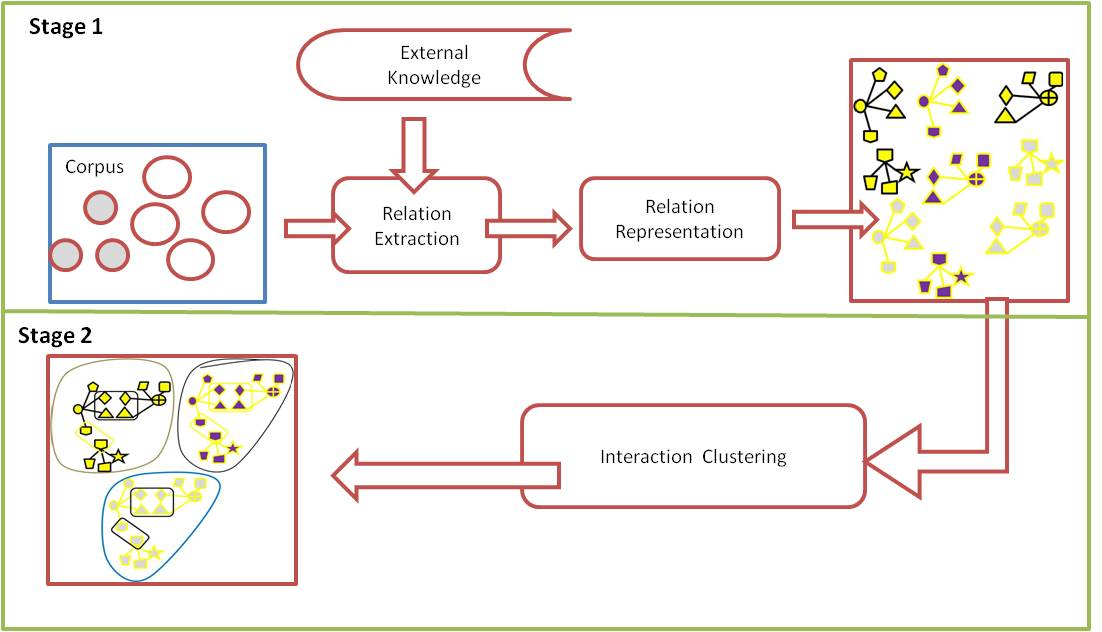 Stage 1
External
Knowledge
Corpus
Relation
Extraction
Relation
Representation
Stage 2
Interaction Clustering